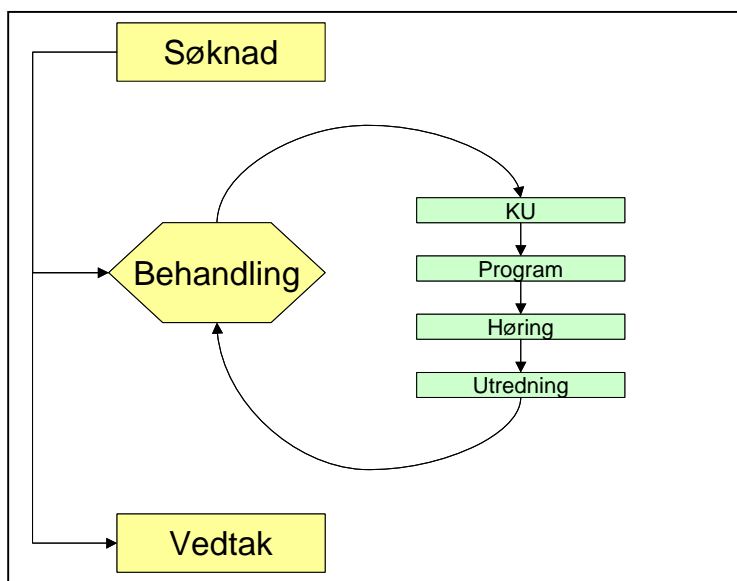 Søknad
Behandling
KU
Program
Høring
Utredning
Vedtak